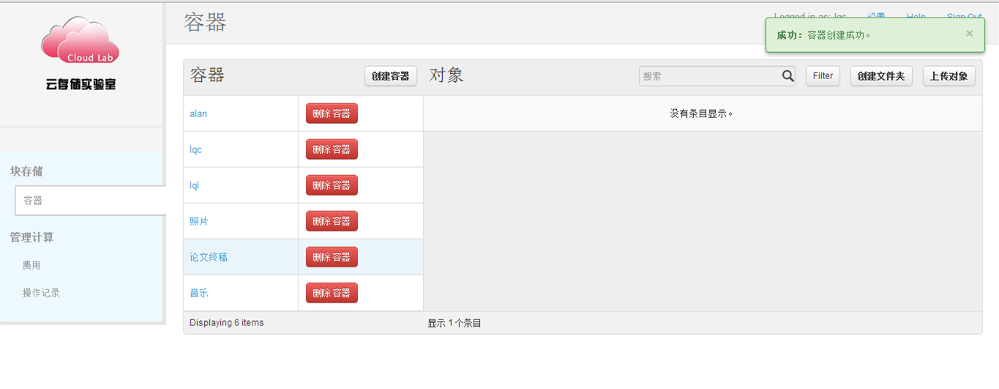 Cloud Lab
云存储实验室
块存储
容器
管理计算
费用
操作记录
容器
Logged in as: lqc 设置 Help Sign Out
成功：容器创建成功。 ×
容器 创建容器
对象 搜索 Filter 创建文件夹 上传对象
alan 删除容器
lqc 删除容器
lql 删除容器
照片 删除容器
论文终稿 删除容器
音乐 删除容器
Displaying 6 items
没有条目显示。
显示 1 个条目